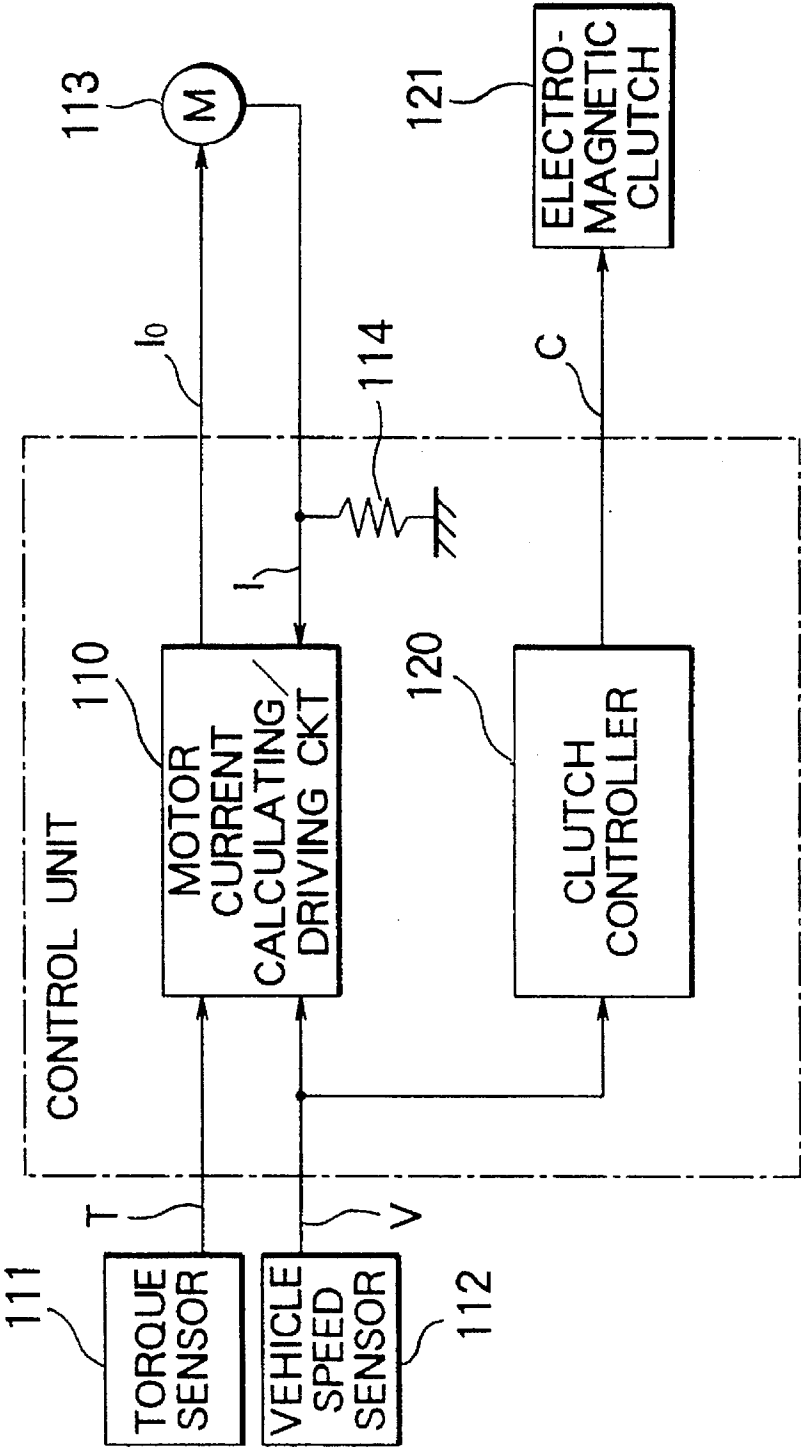 CONTROL UNIT
111
TORQUE
SENSOR
T
VEHICLE
SPEED
SENSOR
112
V
110
MOTOR
CURRENT
CALCULATING /
DRIVING CKT
I0
I
113
M
114
120
CLUTCH
CONTROLLER
C
121
ELECTRO-
MAGNETIC
CLUTCH